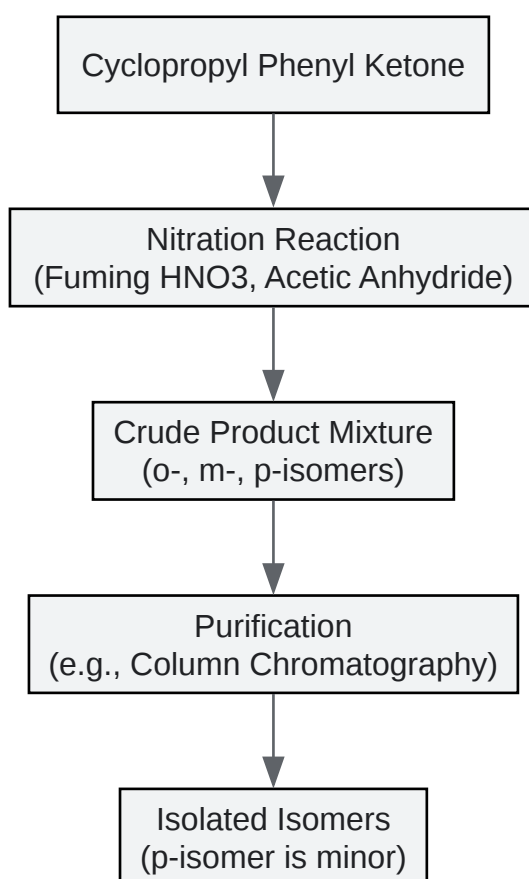 Cyclopropyl Phenyl Ketone
Nitration Reaction
(Fuming HNO3, Acetic Anhydride)
Crude Product Mixture
(o-, m-, p-isomers)
Purification
(e.g., Column Chromatography)
Isolated Isomers
(p-isomer is minor)